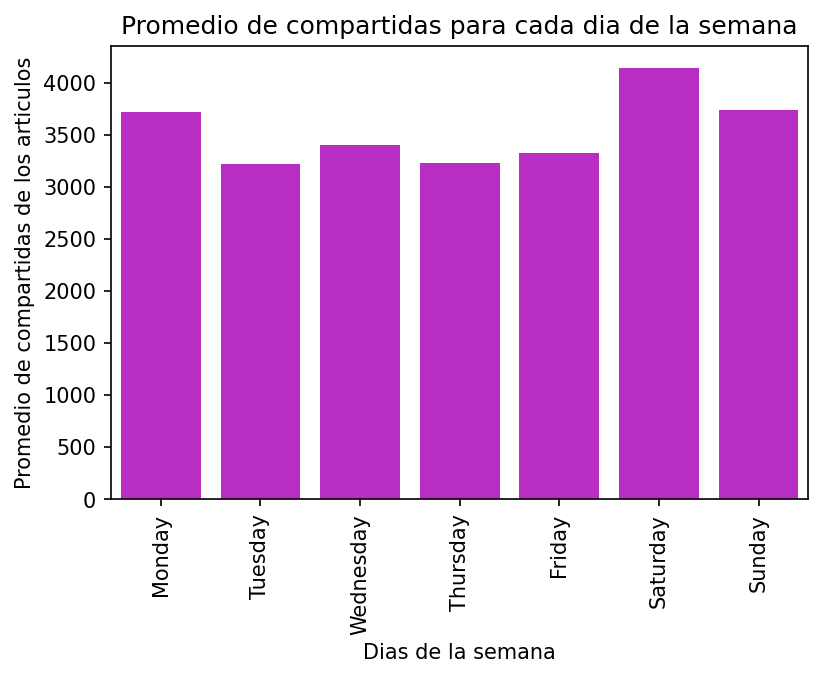 Promedio de compartidas para cada dia de la semana
Promedio de compartidas de los articulos
4000
3500
3000
2500
2000
1500
1000
500
0
Monday
Tuesday
Wednesday
Thursday
Friday
Saturday
Sunday
Dias de la semana